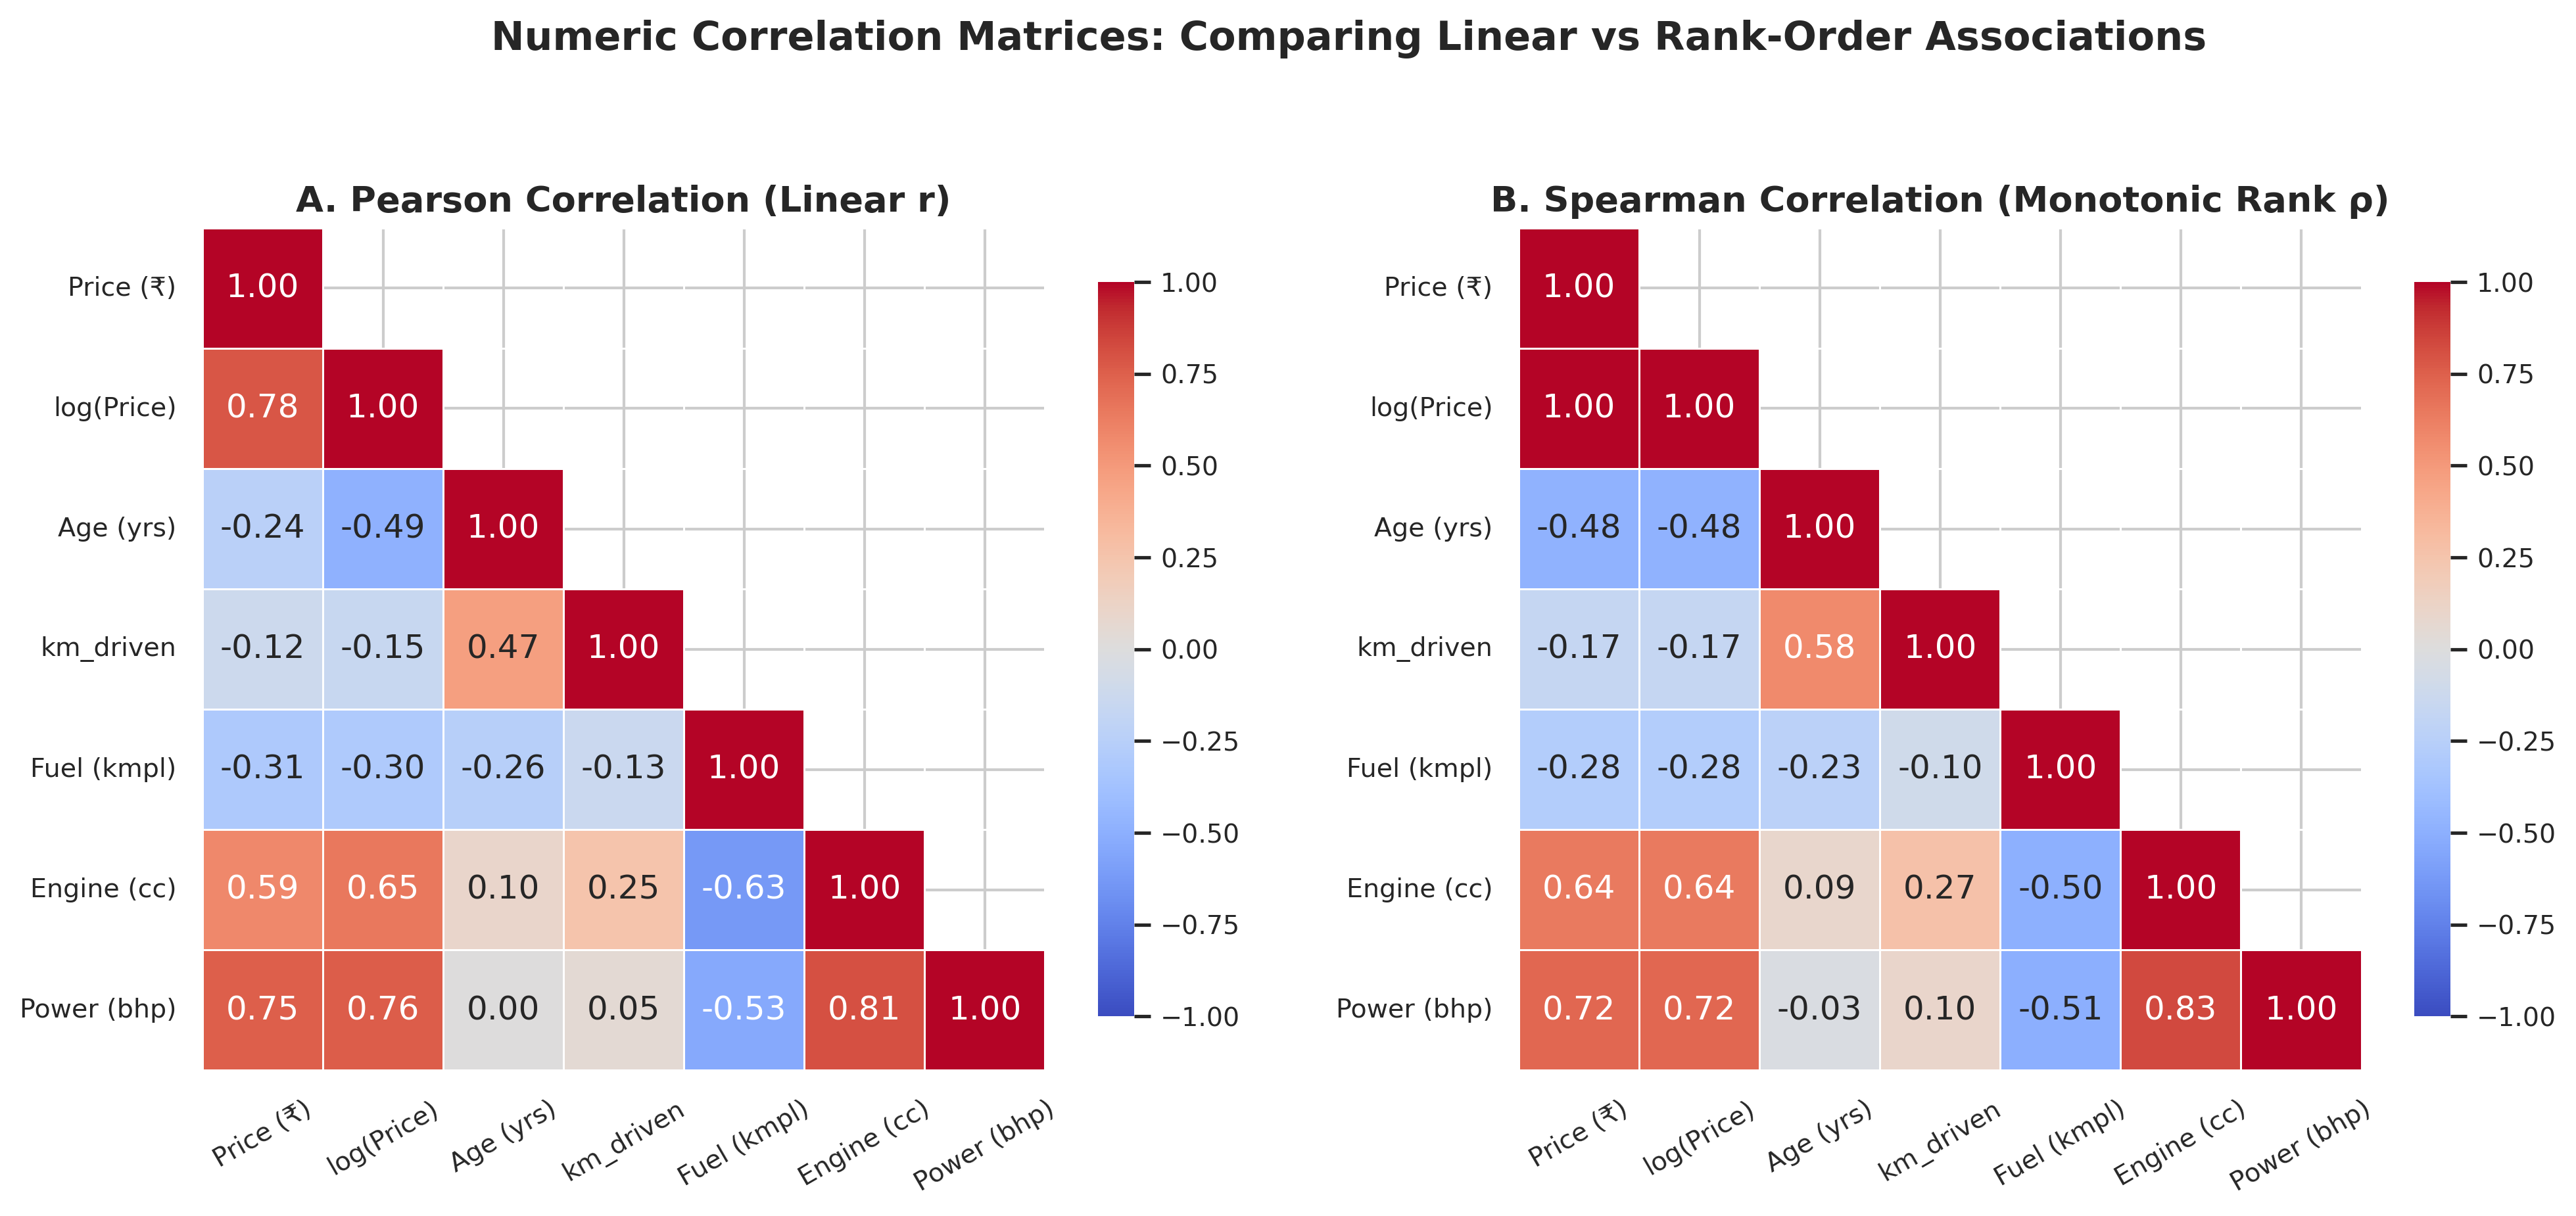 Numeric Correlation Matrices: Comparing Linear vs Rank-Order Associations
A. Pearson Correlation (Linear r)
Price (₹) 1.00
log(Price) 0.78 1.00
Age (yrs) -0.24 -0.49 1.00
km_driven -0.12 -0.15 0.47 1.00
Fuel (kmpl) -0.31 -0.30 -0.26 -0.13 1.00
Engine (cc) 0.59 0.65 0.10 0.25 -0.63 1.00
Power (bhp) 0.75 0.76 0.00 0.05 -0.53 0.81 1.00
Price (₹) log(Price) Age (yrs) km_driven Fuel (kmpl) Engine (cc) Power (bhp)
1.00
0.75
0.50
0.25
0.00
−0.25
−0.50
−0.75
−1.00
B. Spearman Correlation (Monotonic Rank ρ)
Price (₹) 1.00
log(Price) 1.00 1.00
Age (yrs) -0.48 -0.48 1.00
km_driven -0.17 -0.17 0.58 1.00
Fuel (kmpl) -0.28 -0.28 -0.23 -0.10 1.00
Engine (cc) 0.64 0.64 0.09 0.27 -0.50 1.00
Power (bhp) 0.72 0.72 -0.03 0.10 -0.51 0.83 1.00
Price (₹) log(Price) Age (yrs) km_driven Fuel (kmpl) Engine (cc) Power (bhp)
1.00
0.75
0.50
0.25
0.00
−0.25
−0.50
−0.75
−1.00